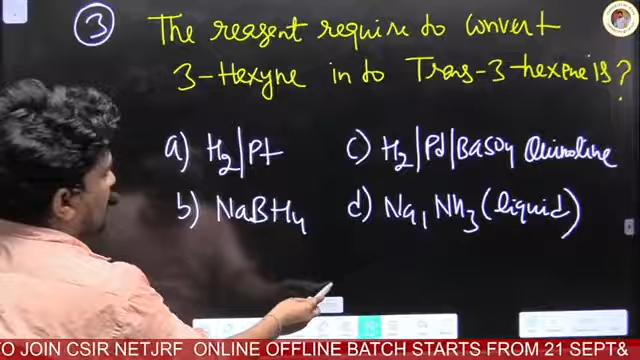 3 The reagent require to convert
3-Hexyne in to Trans-3-hexene is?
a) H2|Pt
c) H2|Pd|BaSO4 Quinoline
b) NaBH4
d) Na, NH3 (liquid)
TO JOIN CSIR NETJRF ONLINE OFFLINE BATCH STARTS FROM 21 SEPT&